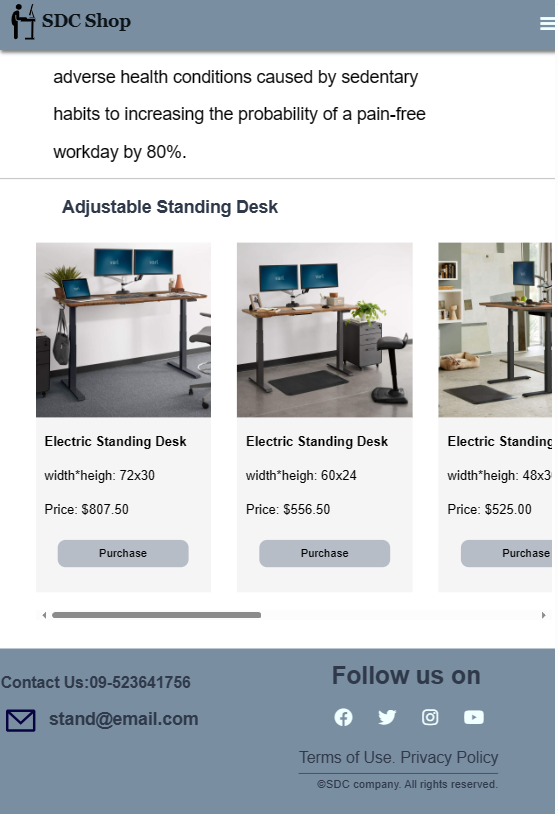 SDC Shop
adverse health conditions caused by sedentary
habits to increasing the probability of a pain-free
workday by 80%.
Adjustable Standing Desk
Electric Standing Desk
width*heigh: 72x30
Price: $807.50
Purchase
Electric Standing Desk
width*heigh: 60x24
Price: $556.50
Purchase
Electric Standing
width*heigh: 48x3
Price: $525.00
Purchase
Contact Us:09-523641756
stand@email.com
Follow us on
Terms of Use. Privacy Policy
©SDC company. All rights reserved.